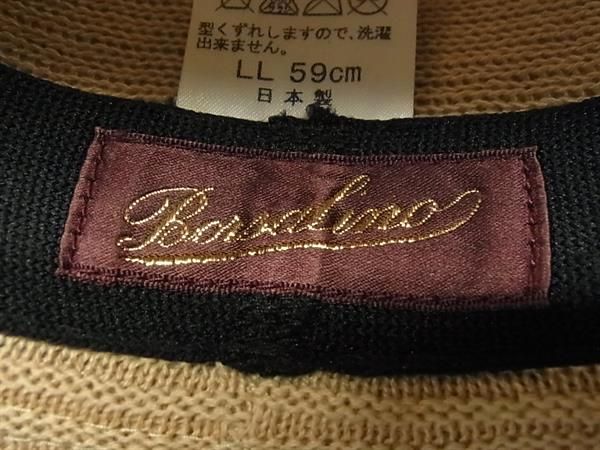 型くずれしますので、洗濯
出来ません。
LL 59cm
日本製
Borsalino